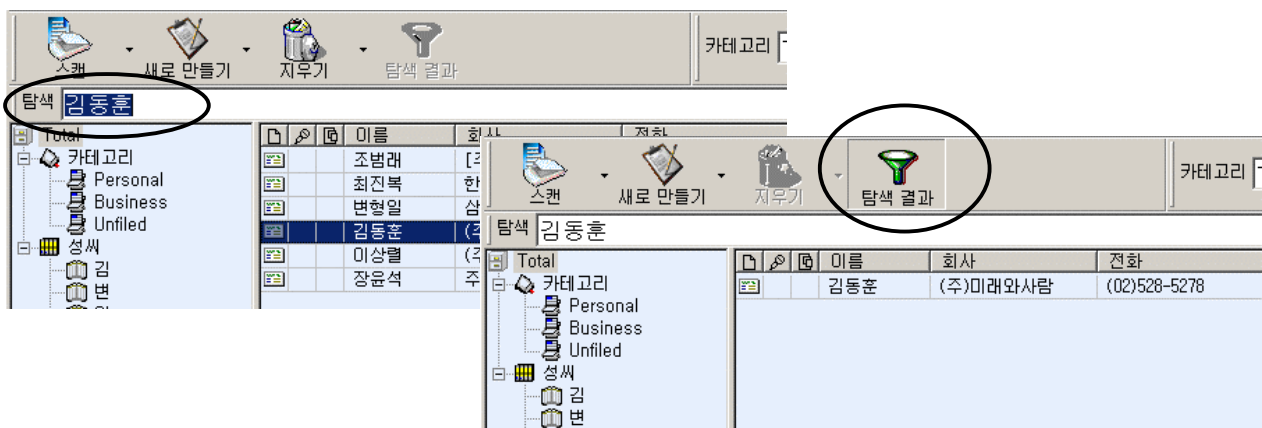 스캔 새로 만들기 지우기 탐색 결과 카테고리
탐색 김동훈
Total 이름 회사 전화
카테고리 조범래
Personal 최진복 한
Business 변형일 삼
Unfiled 김동훈 (주
성씨 이상렬 (주
김 장윤석 주
변
스캔 새로 만들기 지우기 탐색 결과 카테고리
탐색 김동훈
Total 이름 회사 전화
카테고리 김동훈 (주)미래와사람 (02)528-5278
Personal
Business
Unfiled
성씨
김
변